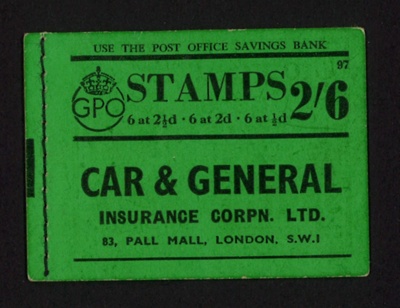 USE THE POST OFFICE SAVINGS BANK
97
GPO STAMPS 2/6
6 at 2½d · 6 at 2d · 6 at ½d
CAR & GENERAL
INSURANCE CORPN. LTD.
83, PALL MALL, LONDON, S.W.1